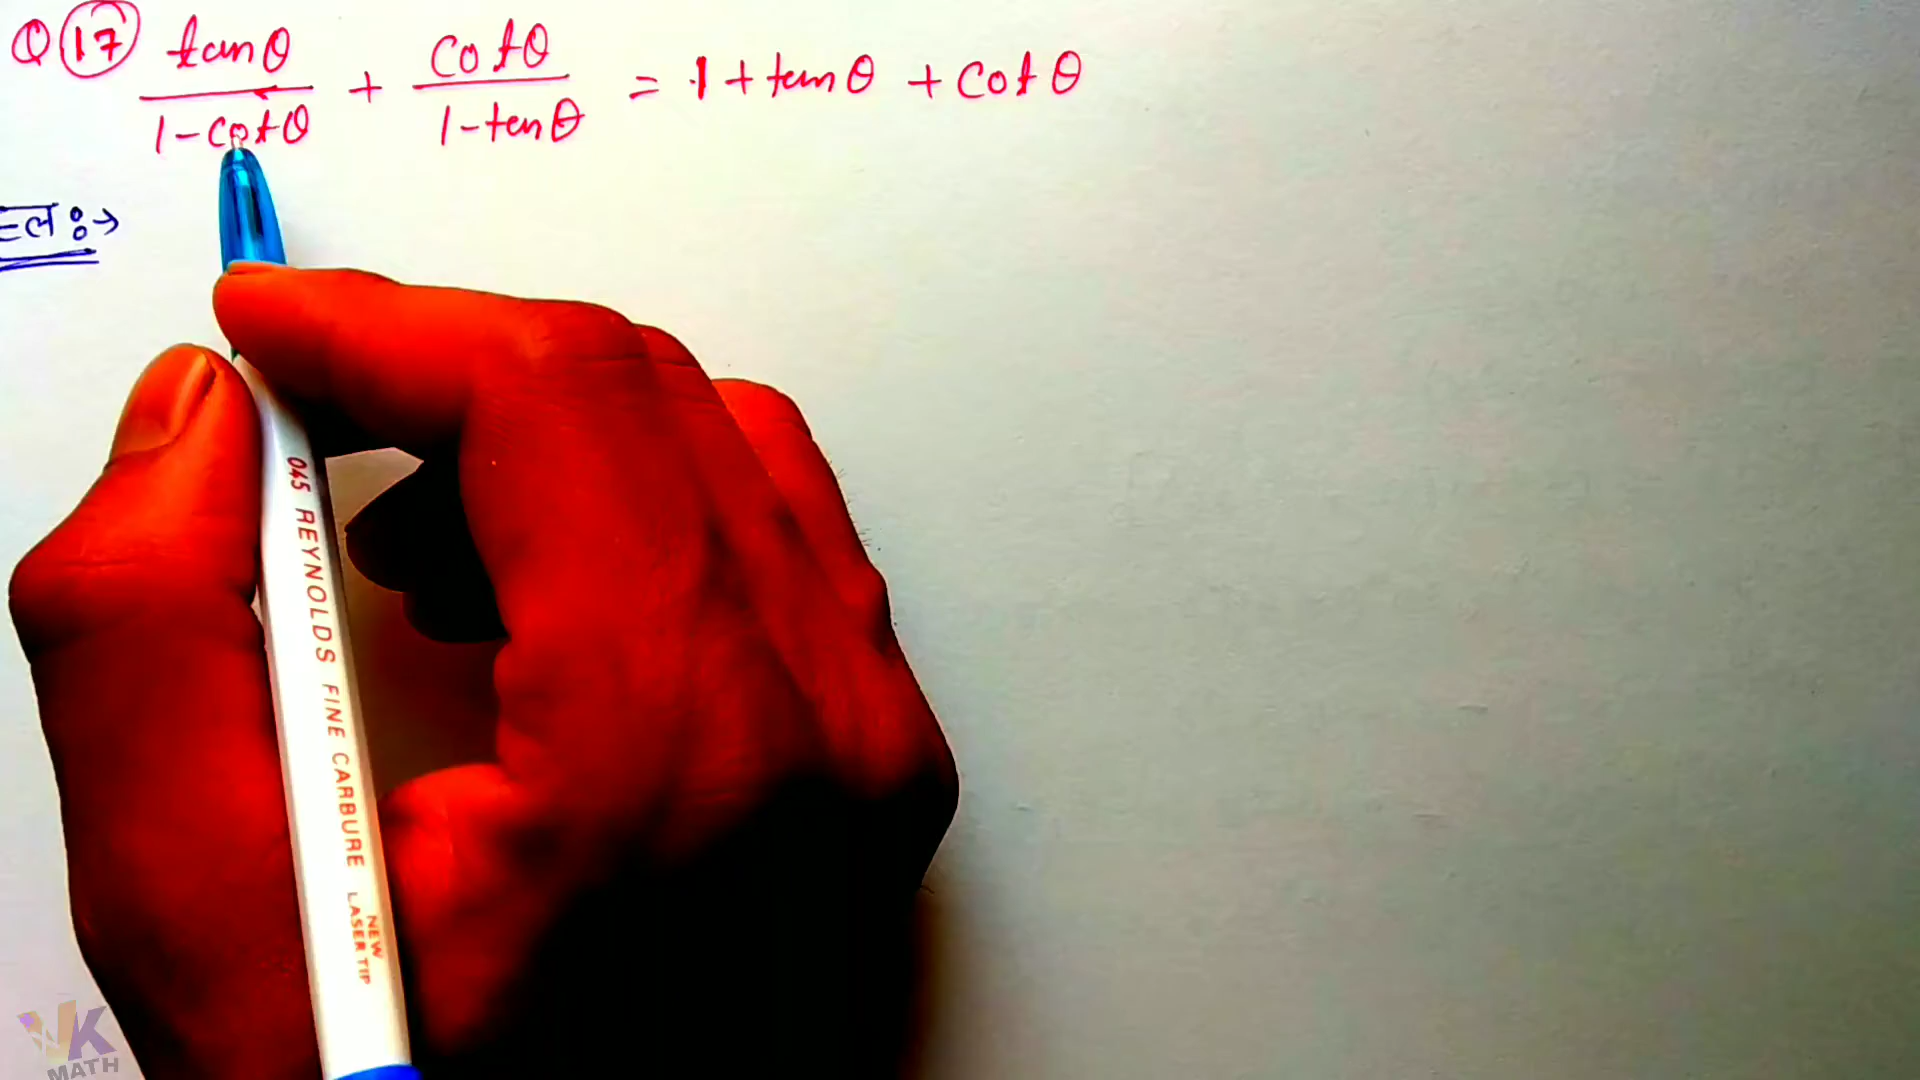 Q 17 tanθ / 1-cotθ + cotθ / 1-tanθ = 1 + tanθ + cotθ
हल :→
045 REYNOLDS FINE CARBURE NEW LASER TIP
VK MATH